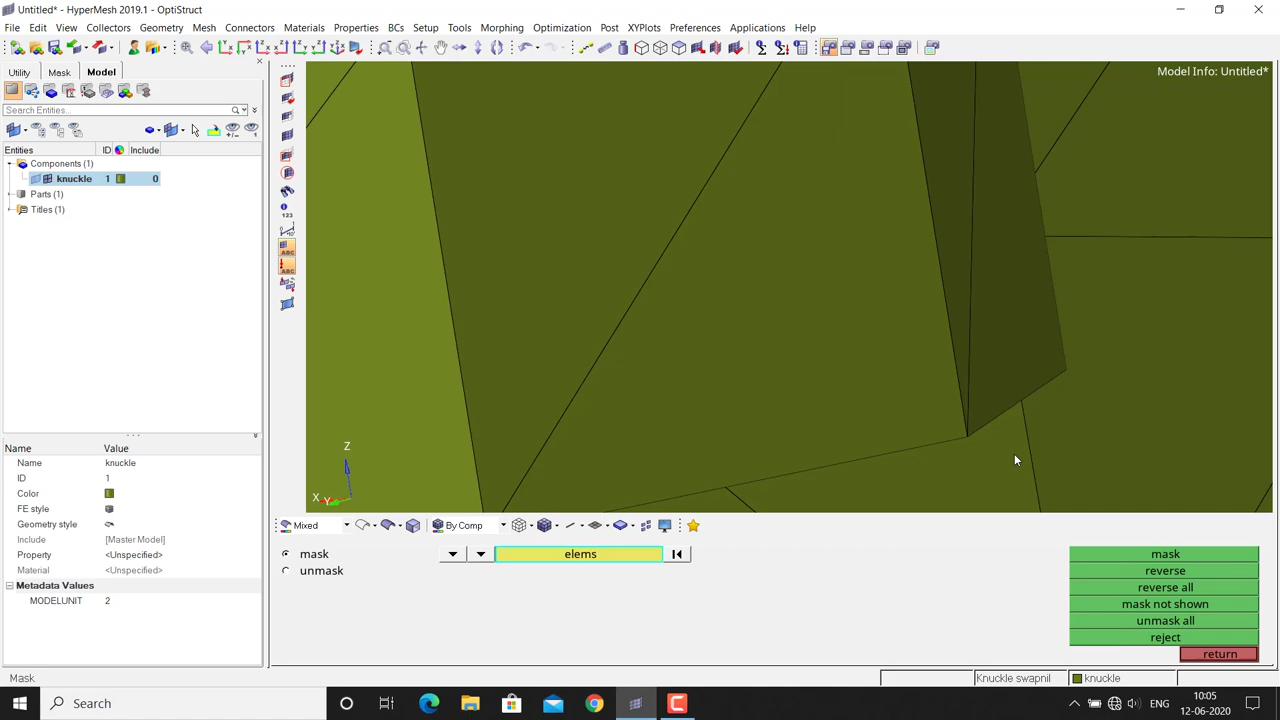 Untitled* - HyperMesh 2019.1 - OptiStruct
File Edit View Collectors Geometry Mesh Connectors Materials Properties BCs Setup Tools Morphing Optimization Post XYPlots Preferences Applications Help
Utility Mask Model
Search Entities...
Entities ID Include
Components (1)
knuckle 1 0
Parts (1)
Titles (1)
Model Info: Untitled*
123
ABC
ABC
Z
X Y
Name Value
Name knuckle
ID 1
Color
FE style
Geometry style
Include [Master Model]
Property <Unspecified>
Material <Unspecified>
Metadata Values
MODELUNIT 2
Mixed By Comp
mask elems
unmask
mask
reverse
reverse all
mask not shown
unmask all
reject
return
Mask Knuckle swapnil knuckle
Search
ENG
10:05
12-06-2020